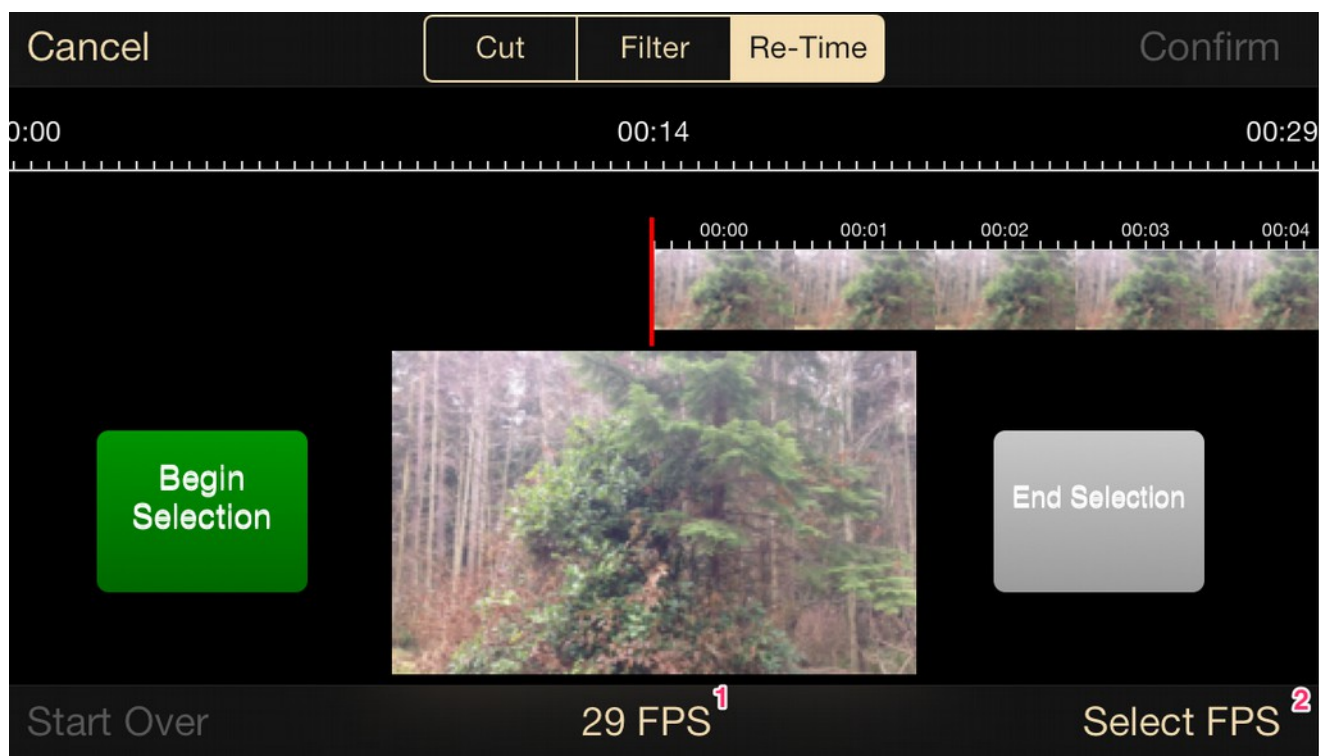 Cancel
Cut
Filter
Re-Time
Confirm
0:00
00:14
00:29
00:00
00:01
00:02
00:03
00:04
Begin
Selection
End Selection
Start Over
29 FPS
1
Select FPS
2